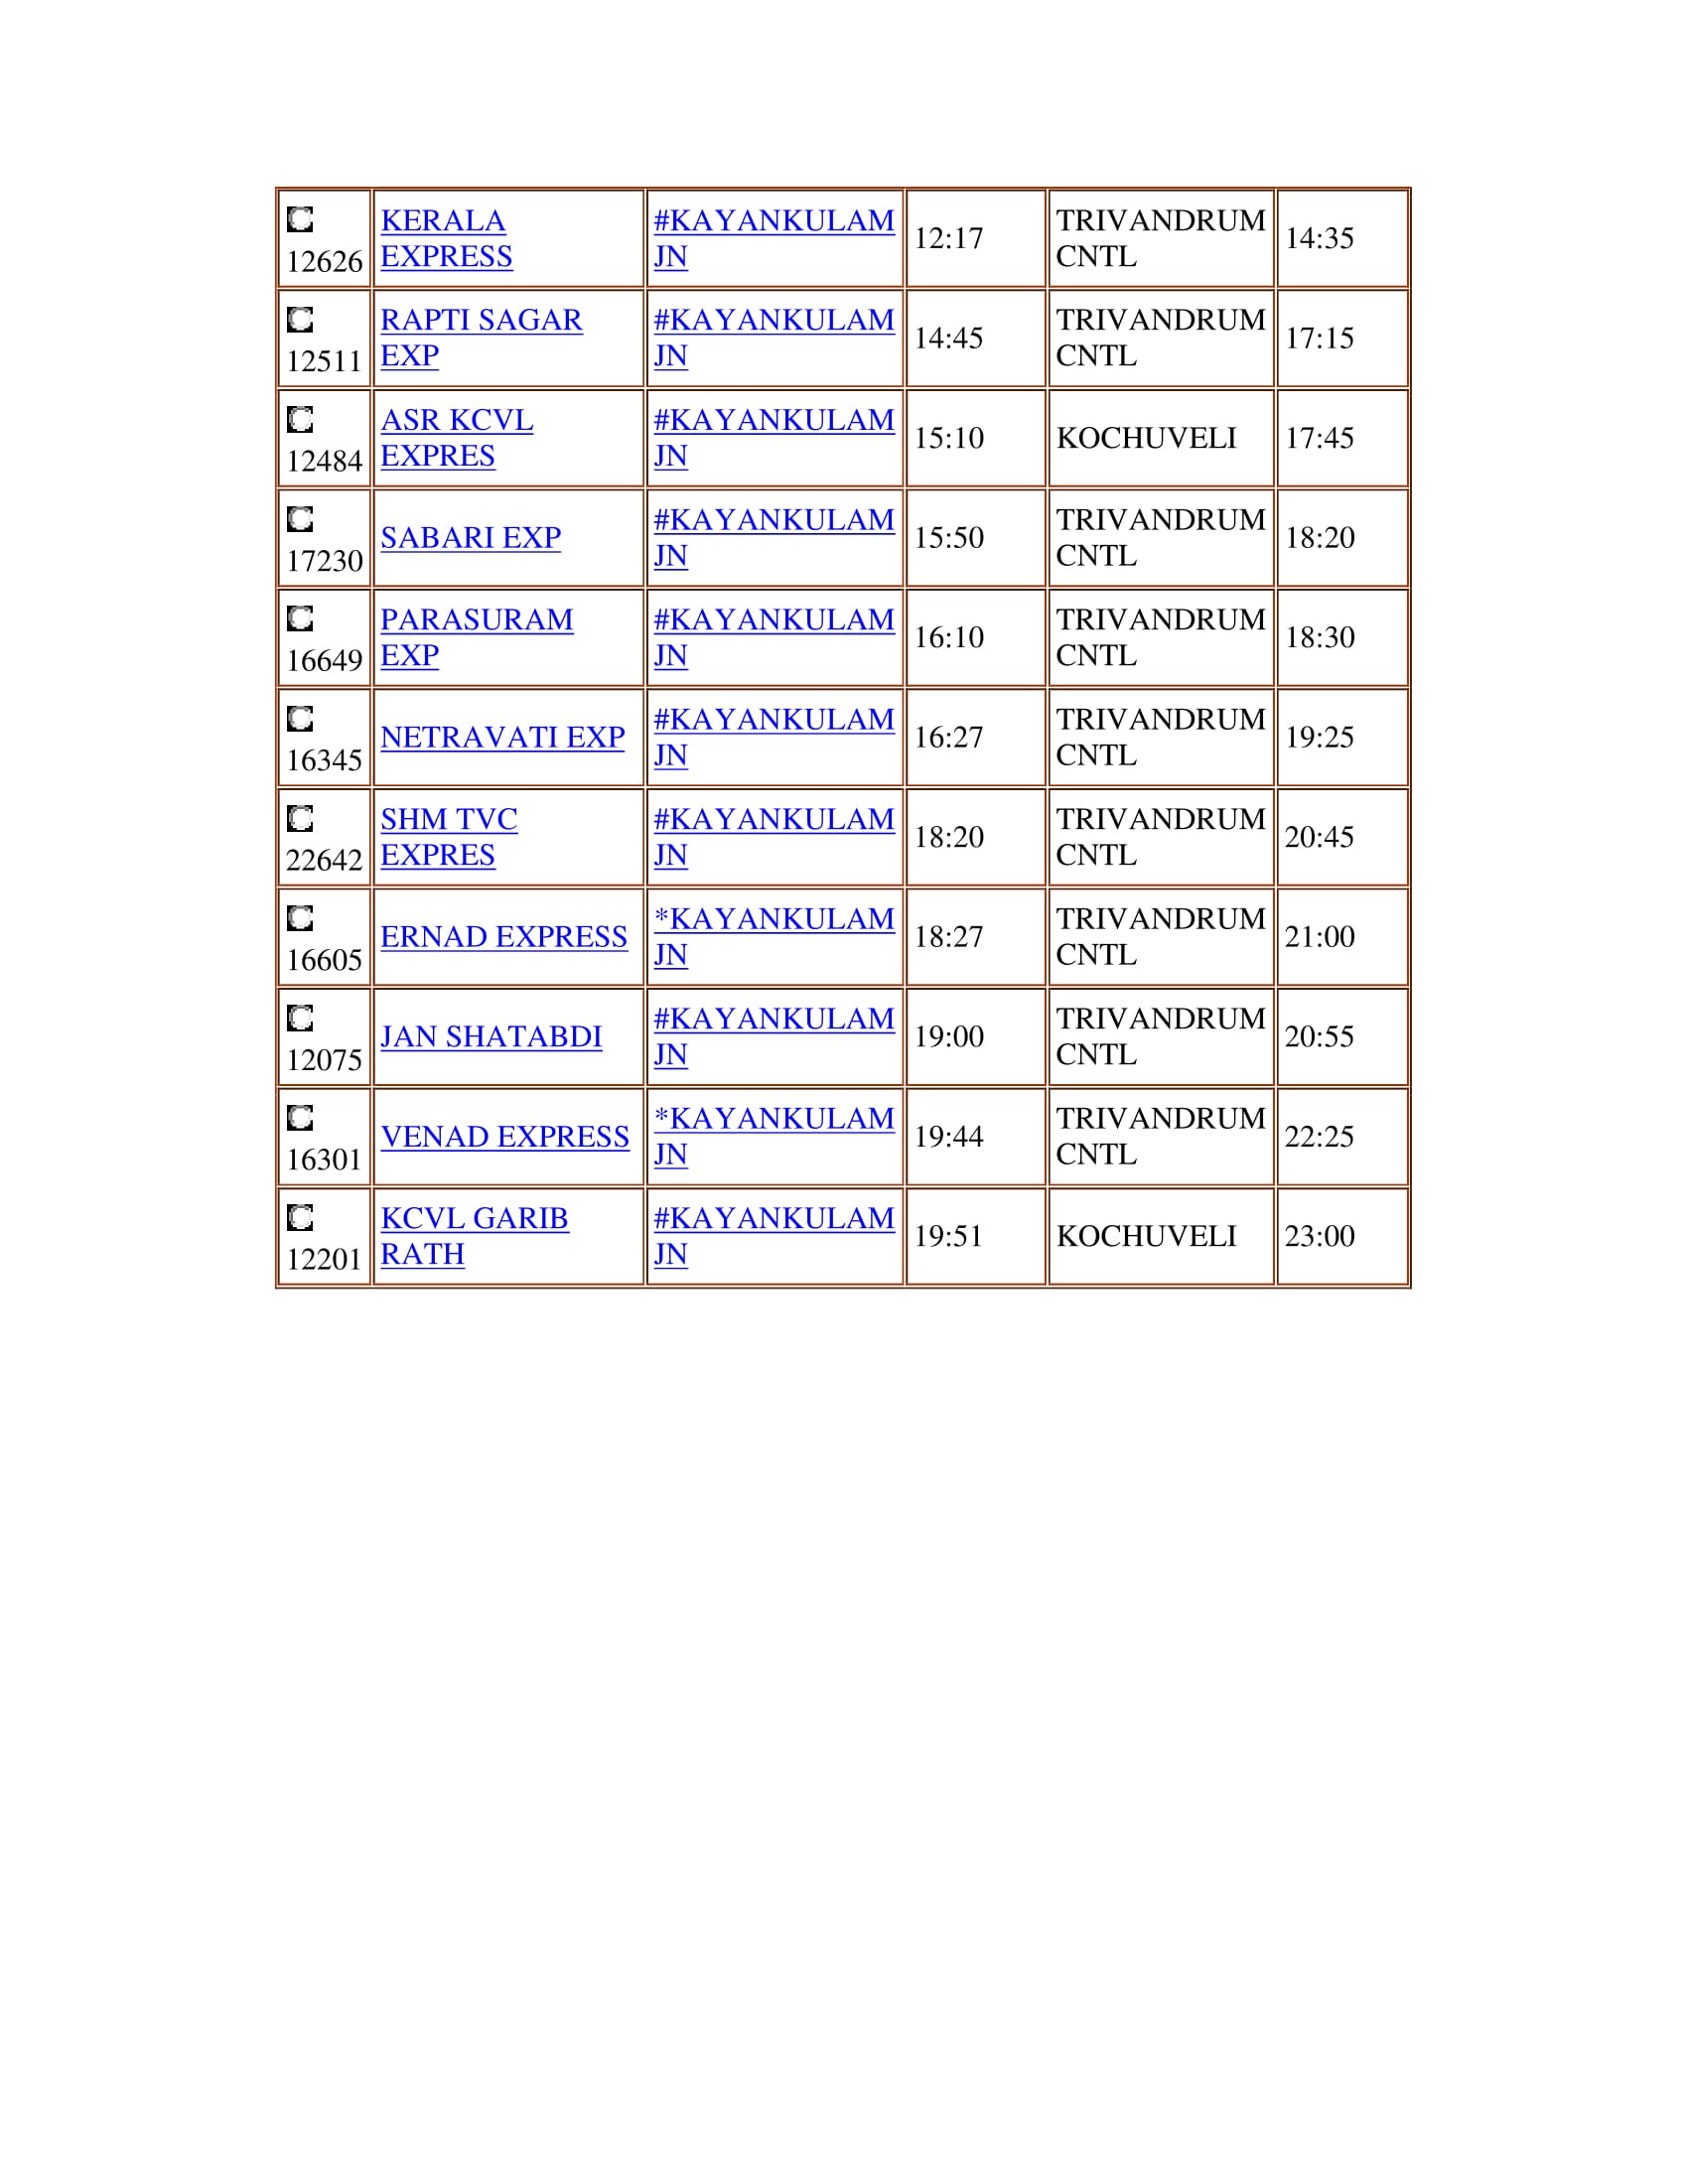 KERALA #KAYANKULAM TRIVANDRUM
12626 EXPRESS JN 12:17 CNTL 14:35
RAPTI SAGAR #KAYANKULAM TRIVANDRUM
12511 EXP JN 14:45 CNTL 17:15
ASR KCVL #KAYANKULAM
12484 EXPRES JN 15:10 KOCHUVELI 17:45
#KAYANKULAM TRIVANDRUM
17230 SABARI EXP JN 15:50 CNTL 18:20
PARASURAM #KAYANKULAM TRIVANDRUM
16649 EXP JN 16:10 CNTL 18:30
#KAYANKULAM TRIVANDRUM
16345 NETRAVATI EXP JN 16:27 CNTL 19:25
SHM TVC #KAYANKULAM TRIVANDRUM
22642 EXPRES JN 18:20 CNTL 20:45
*KAYANKULAM TRIVANDRUM
16605 ERNAD EXPRESS JN 18:27 CNTL 21:00
#KAYANKULAM TRIVANDRUM
12075 JAN SHATABDI JN 19:00 CNTL 20:55
*KAYANKULAM TRIVANDRUM
16301 VENAD EXPRESS JN 19:44 CNTL 22:25
KCVL GARIB #KAYANKULAM
12201 RATH JN 19:51 KOCHUVELI 23:00